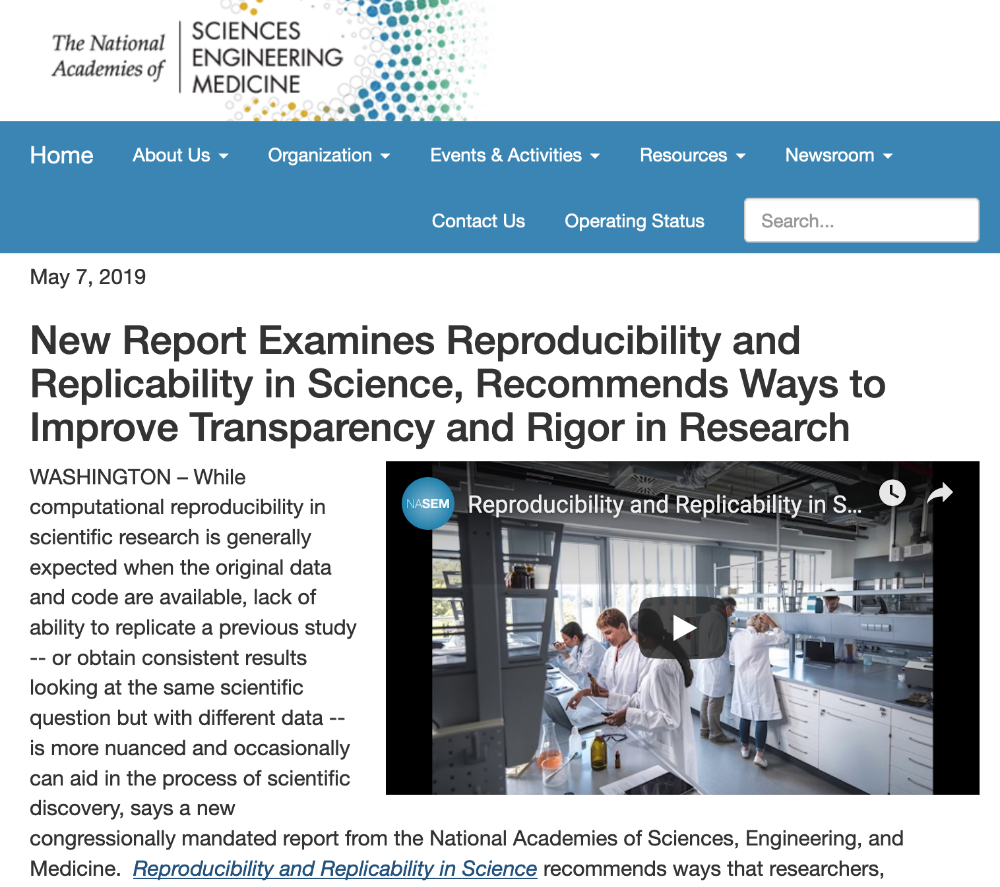 The National
Academies of
SCIENCES
ENGINEERING
MEDICINE
Home About Us Organization Events & Activities Resources Newsroom
Contact Us Operating Status Search...
May 7, 2019
New Report Examines Reproducibility and
Replicability in Science, Recommends Ways to
Improve Transparency and Rigor in Research
WASHINGTON – While
computational reproducibility in
scientific research is generally
expected when the original data
and code are available, lack of
ability to replicate a previous study
-- or obtain consistent results
looking at the same scientific
question but with different data --
is more nuanced and occasionally
can aid in the process of scientific
discovery, says a new
congressionally mandated report from the National Academies of Sciences, Engineering, and
Medicine. Reproducibility and Replicability in Science recommends ways that researchers,
NASEM
Reproducibility and Replicability in S...